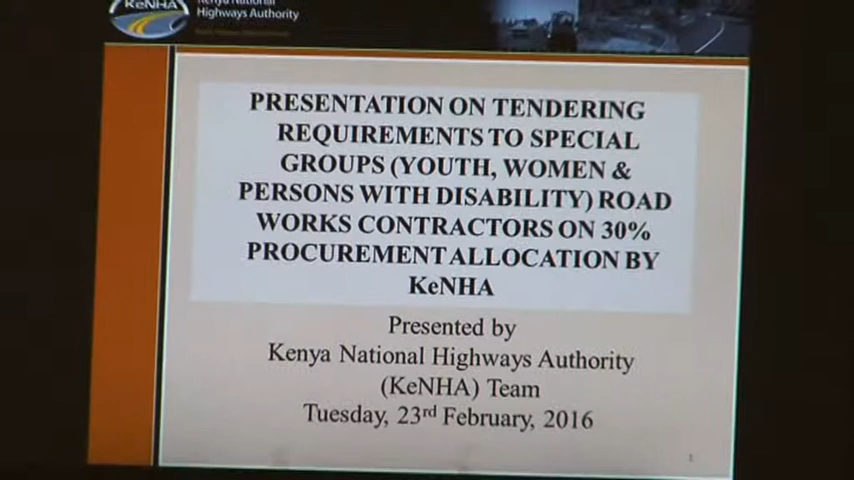 KeNHA
Kenya National
Highways Authority
PRESENTATION ON TENDERING
REQUIREMENTS TO SPECIAL
GROUPS (YOUTH, WOMEN &
PERSONS WITH DISABILITY) ROAD
WORKS CONTRACTORS ON 30%
PROCUREMENT ALLOCATION BY
KeNHA
Presented by
Kenya National Highways Authority
(KeNHA) Team
Tuesday, 23rd February, 2016
1